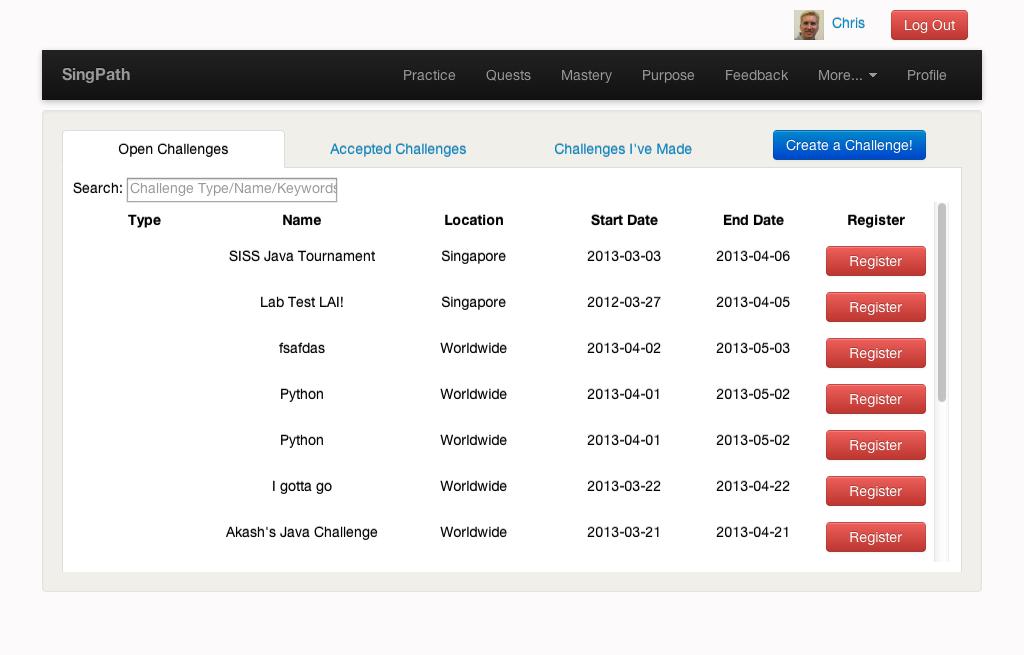 Chris Log Out
SingPath Practice Quests Mastery Purpose Feedback More... Profile
Open Challenges Accepted Challenges Challenges I've Made Create a Challenge!
Search: Challenge Type/Name/Keywords
Type Name Location Start Date End Date Register
SISS Java Tournament Singapore 2013-03-03 2013-04-06 Register
Lab Test LAI! Singapore 2012-03-27 2013-04-05 Register
fsafdas Worldwide 2013-04-02 2013-05-03 Register
Python Worldwide 2013-04-01 2013-05-02 Register
Python Worldwide 2013-04-01 2013-05-02 Register
I gotta go Worldwide 2013-03-22 2013-04-22 Register
Akash's Java Challenge Worldwide 2013-03-21 2013-04-21 Register